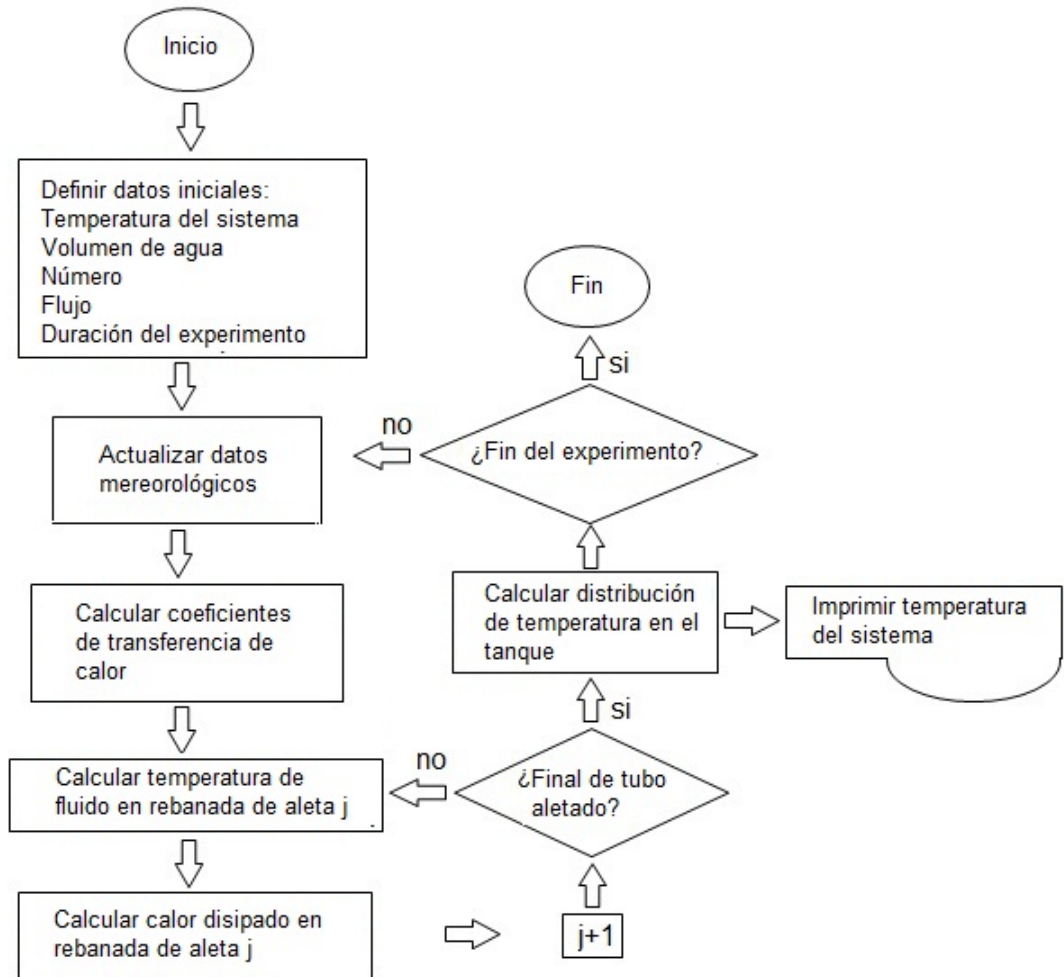 Inicio
Definir datos iniciales:
Temperatura del sistema
Volumen de agua
Número
Flujo
Duración del experimento
Actualizar datos
mereorológicos
Calcular coeficientes
de transferencia de
calor
Calcular temperatura de
fluido en rebanada de aleta j
Calcular calor disipado en
rebanada de aleta j
j+1
¿Final de tubo
aletado?
no
si
Calcular distribución
de temperatura en el
tanque
Imprimir temperatura
del sistema
¿Fin del experimento?
no
si
Fin